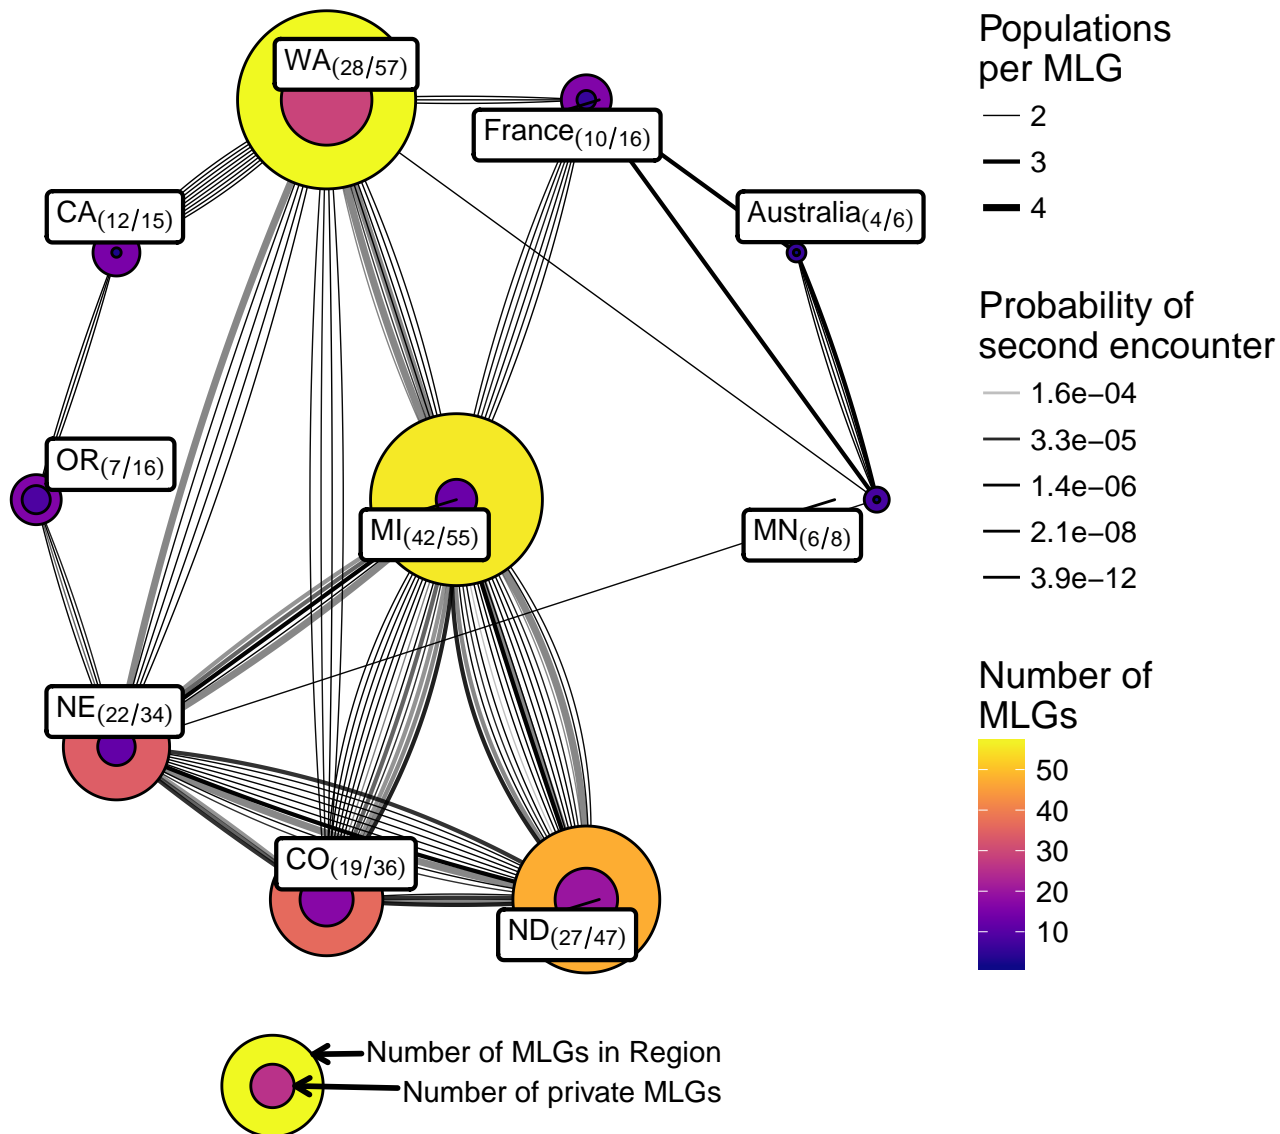 WA(28/57)
France(10/16)
CA(12/15)
Australia(4/6)
OR(7/16)
MI(42/55)
MN(6/8)
NE(22/34)
CO(19/36)
ND(27/47)
Number of MLGs in Region
Number of private MLGs
Populations
per MLG
2
3
4
Probability of
second encounter
1.6e−04
3.3e−05
1.4e−06
2.1e−08
3.9e−12
Number of
MLGs
50
40
30
20
10